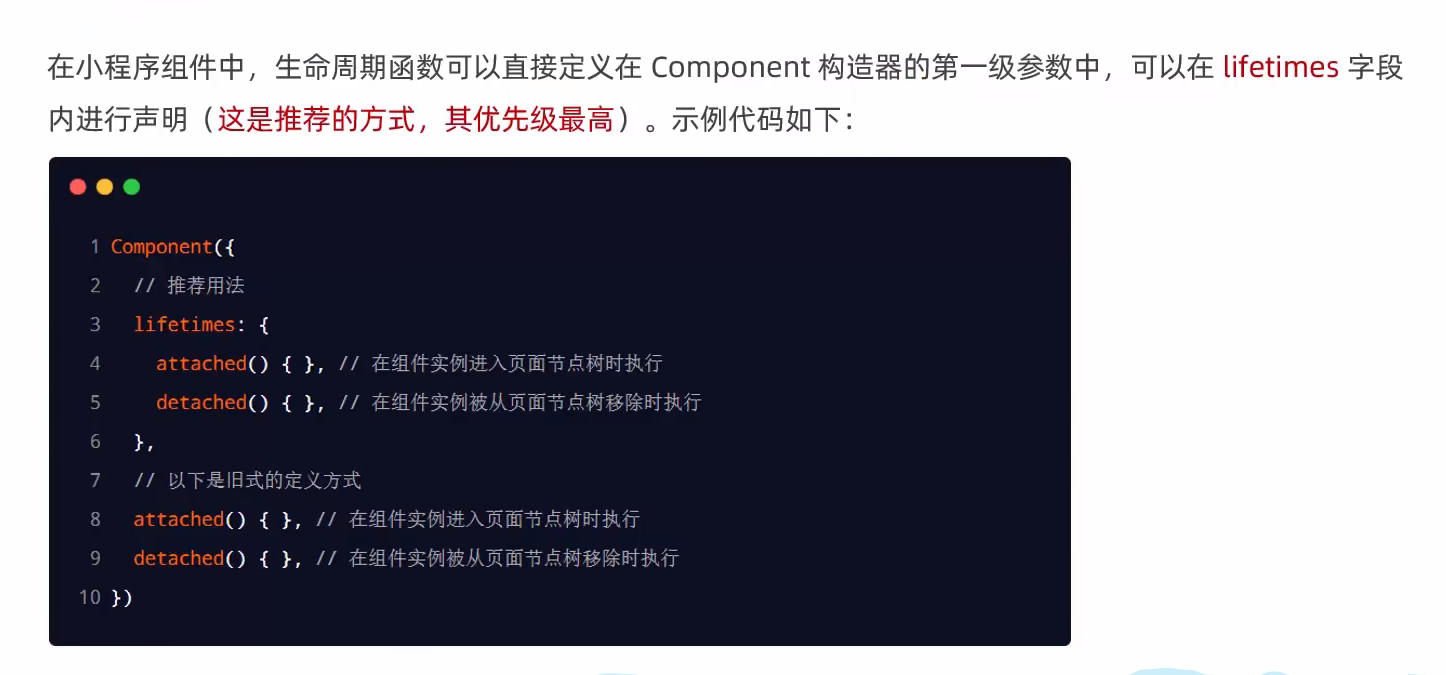 在小程序组件中，生命周期函数可以直接定义在 Component 构造器的第一级参数中，可以在 lifetimes 字段
内进行声明（这是推荐的方式，其优先级最高）。示例代码如下：
1 Component({
2 // 推荐用法
3 lifetimes: {
4 attached() { }, // 在组件实例进入页面节点树时执行
5 detached() { }, // 在组件实例被从页面节点树移除时执行
6 },
7 // 以下是旧式的定义方式
8 attached() { }, // 在组件实例进入页面节点树时执行
9 detached() { }, // 在组件实例被从页面节点树移除时执行
10 })